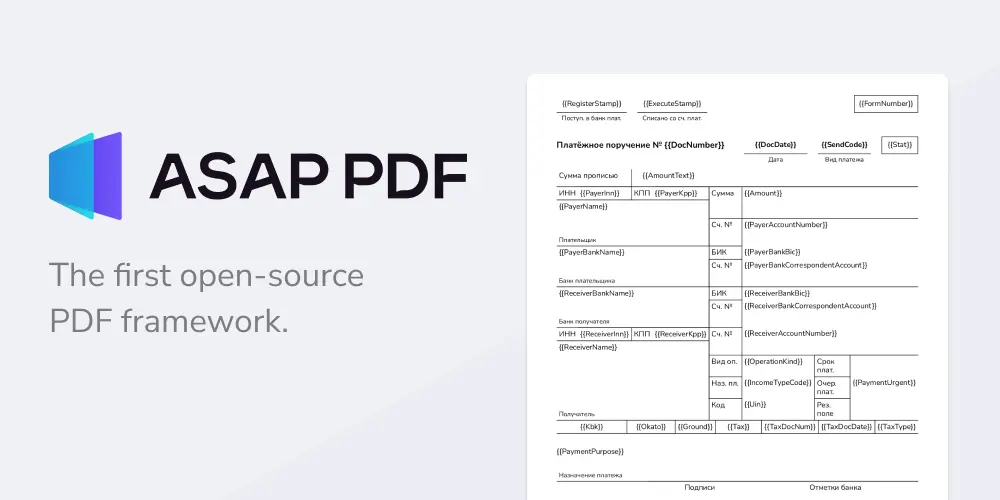 ASAP PDF
The first open-source
PDF framework.
{{RegisterStamp}} {{ExecuteStamp}} {{FormNumber}}
Поступ. в банк плат. Списано со сч. плат.
Платёжное поручение № {{DocNumber}} {{DocDate}} {{SendCode}} {{Stat}}
Дата Вид платежа
Сумма прописью {{AmountText}}
ИНН {{PayerInn}} КПП {{PayerKpp}} Сумма {{Amount}}
{{PayerName}}
Сч. № {{PayerAccountNumber}}
Плательщик
{{PayerBankName}} БИК {{PayerBankBic}}
Сч. № {{PayerBankCorrespondentAccount}}
Банк плательщика
{{ReceiverBankName}} БИК {{ReceiverBankBic}}
Сч. № {{ReceiverBankCorrespondentAccount}}
Банк получателя
ИНН {{ReceiverInn}} КПП {{ReceiverKpp}} Сч. № {{ReceiverAccountNumber}}
{{ReceiverName}}
Вид оп. {{OperationKind}} Срок плат.
Наз. пл. {{IncomeTypeCode}} Очер. плат. {{PaymentUrgent}}
Код {{Uin}} Рез. поле
Получатель
{{Kbk}} {{Okato}} {{Ground}} {{Tax}} {{TaxDocNum}} {{TaxDocDate}} {{TaxType}}
{{PaymentPurpose}}
Назначение платежа
Подписи Отметки банка